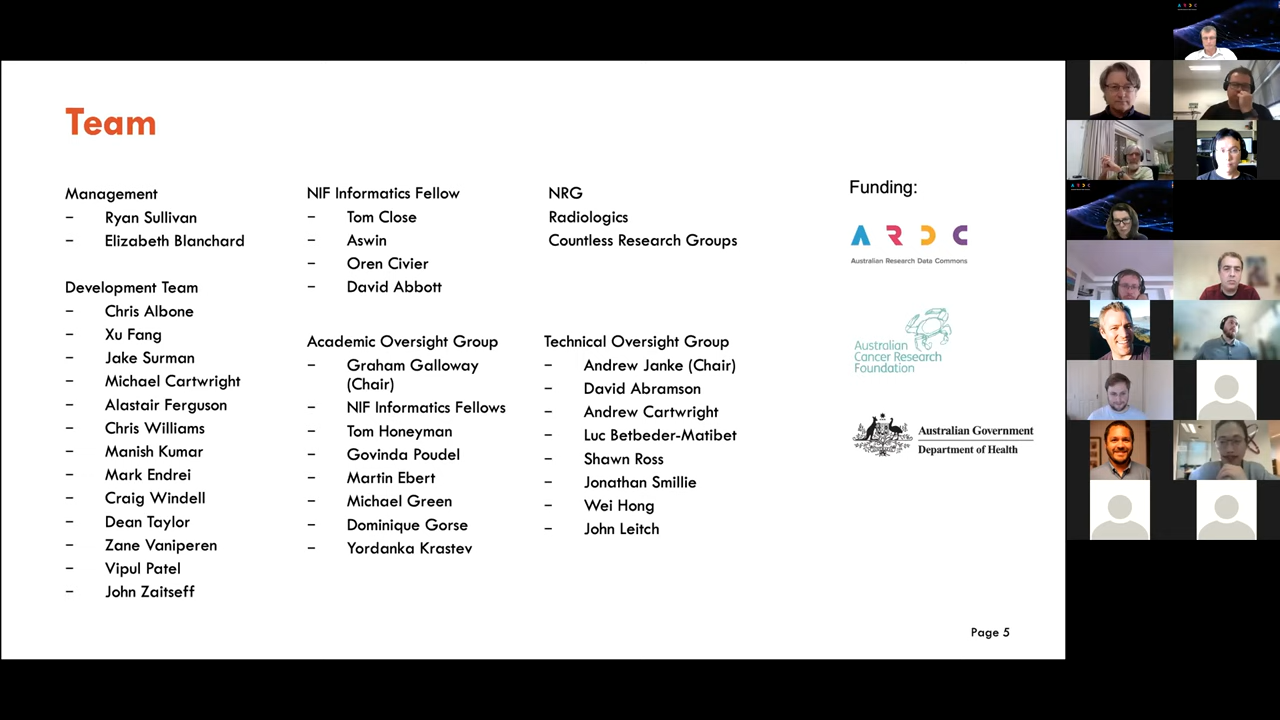 Team
Management
– Ryan Sullivan
– Elizabeth Blanchard
Development Team
– Chris Albone
– Xu Fang
– Jake Surman
– Michael Cartwright
– Alastair Ferguson
– Chris Williams
– Manish Kumar
– Mark Endrei
– Craig Windell
– Dean Taylor
– Zane Vaniperen
– Vipul Patel
– John Zaitseff
NIF Informatics Fellow
– Tom Close
– Aswin
– Oren Civier
– David Abbott
Academic Oversight Group
– Graham Galloway
(Chair)
– NIF Informatics Fellows
– Tom Honeyman
– Govinda Poudel
– Martin Ebert
– Michael Green
– Dominique Gorse
– Yordanka Krastev
NRG
Radiologics
Countless Research Groups
Technical Oversight Group
– Andrew Janke (Chair)
– David Abramson
– Andrew Cartwright
– Luc Betbeder-Matibet
– Shawn Ross
– Jonathan Smillie
– Wei Hong
– John Leitch
Funding:
ARDC
Australian Research Data Commons
Australian
Cancer Research
Foundation
Australian Government
Department of Health
Page 5
ARDC
ARDC